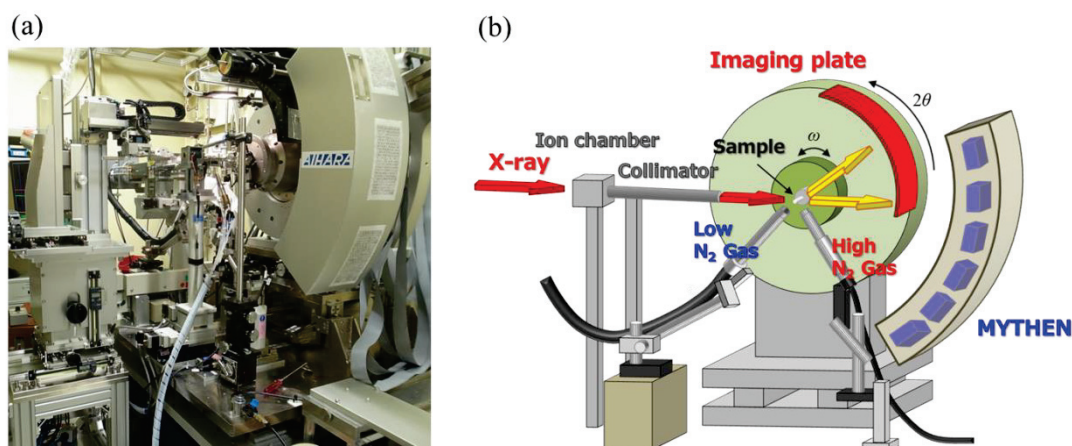 (a)
AIHARA
(b)
Imaging plate
2θ
ω
Ion chamber
Sample
X-ray
Collimator
Low
N₂ Gas
High
N₂ Gas
MYTHEN